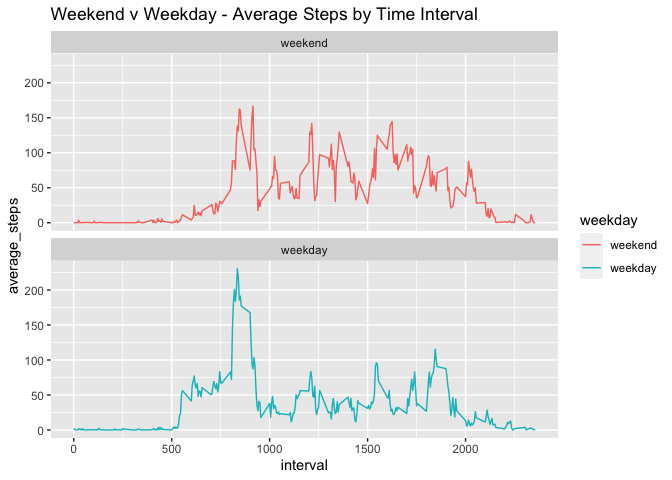 Weekend v Weekday - Average Steps by Time Interval
weekend
200
150
100
50
0
weekday
200
150
100
50
0
average_steps
0 500 1000 1500 2000
interval
weekday
weekend
weekday